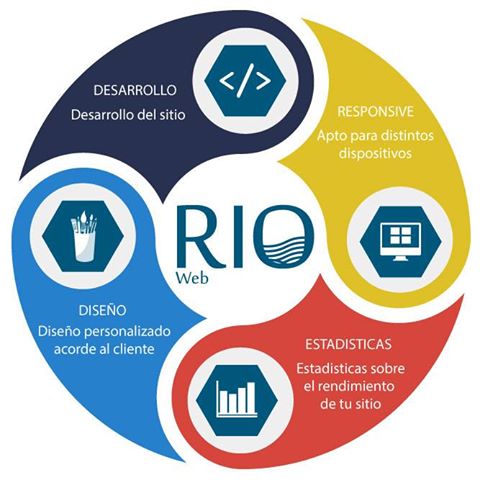 DESARROLLO
Desarrollo del sitio
</>
RESPONSIVE
Apto para distintos
dispositivos
RIO
Web
DISEÑO
Diseño personalizado
acorde al cliente
ESTADISTICAS
Estadisticas sobre
el rendimiento
de tu sitio